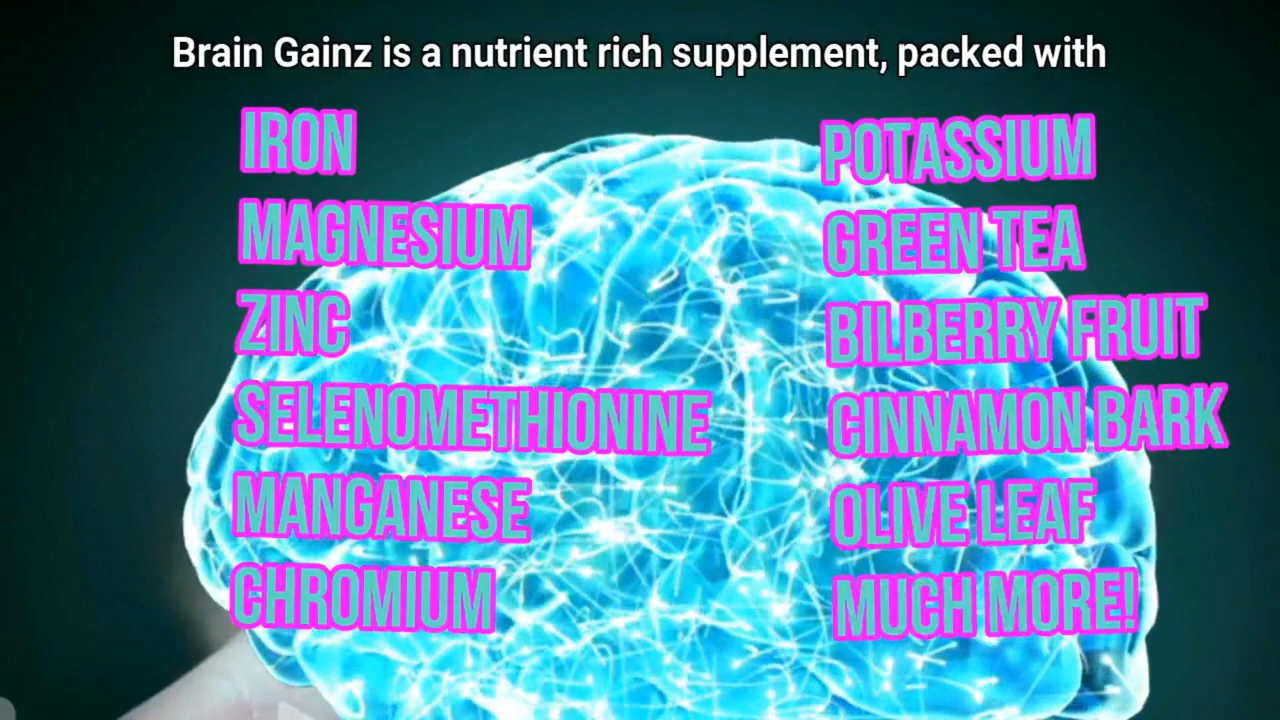 Brain Gainz is a nutrient rich supplement, packed with
IRON
MAGNESIUM
ZINC
SELENOMETHIONINE
MANGANESE
CHROMIUM
POTASSIUM
GREEN TEA
BILBERRY FRUIT
CINNAMON BARK
OLIVE LEAF
MUCH MORE!